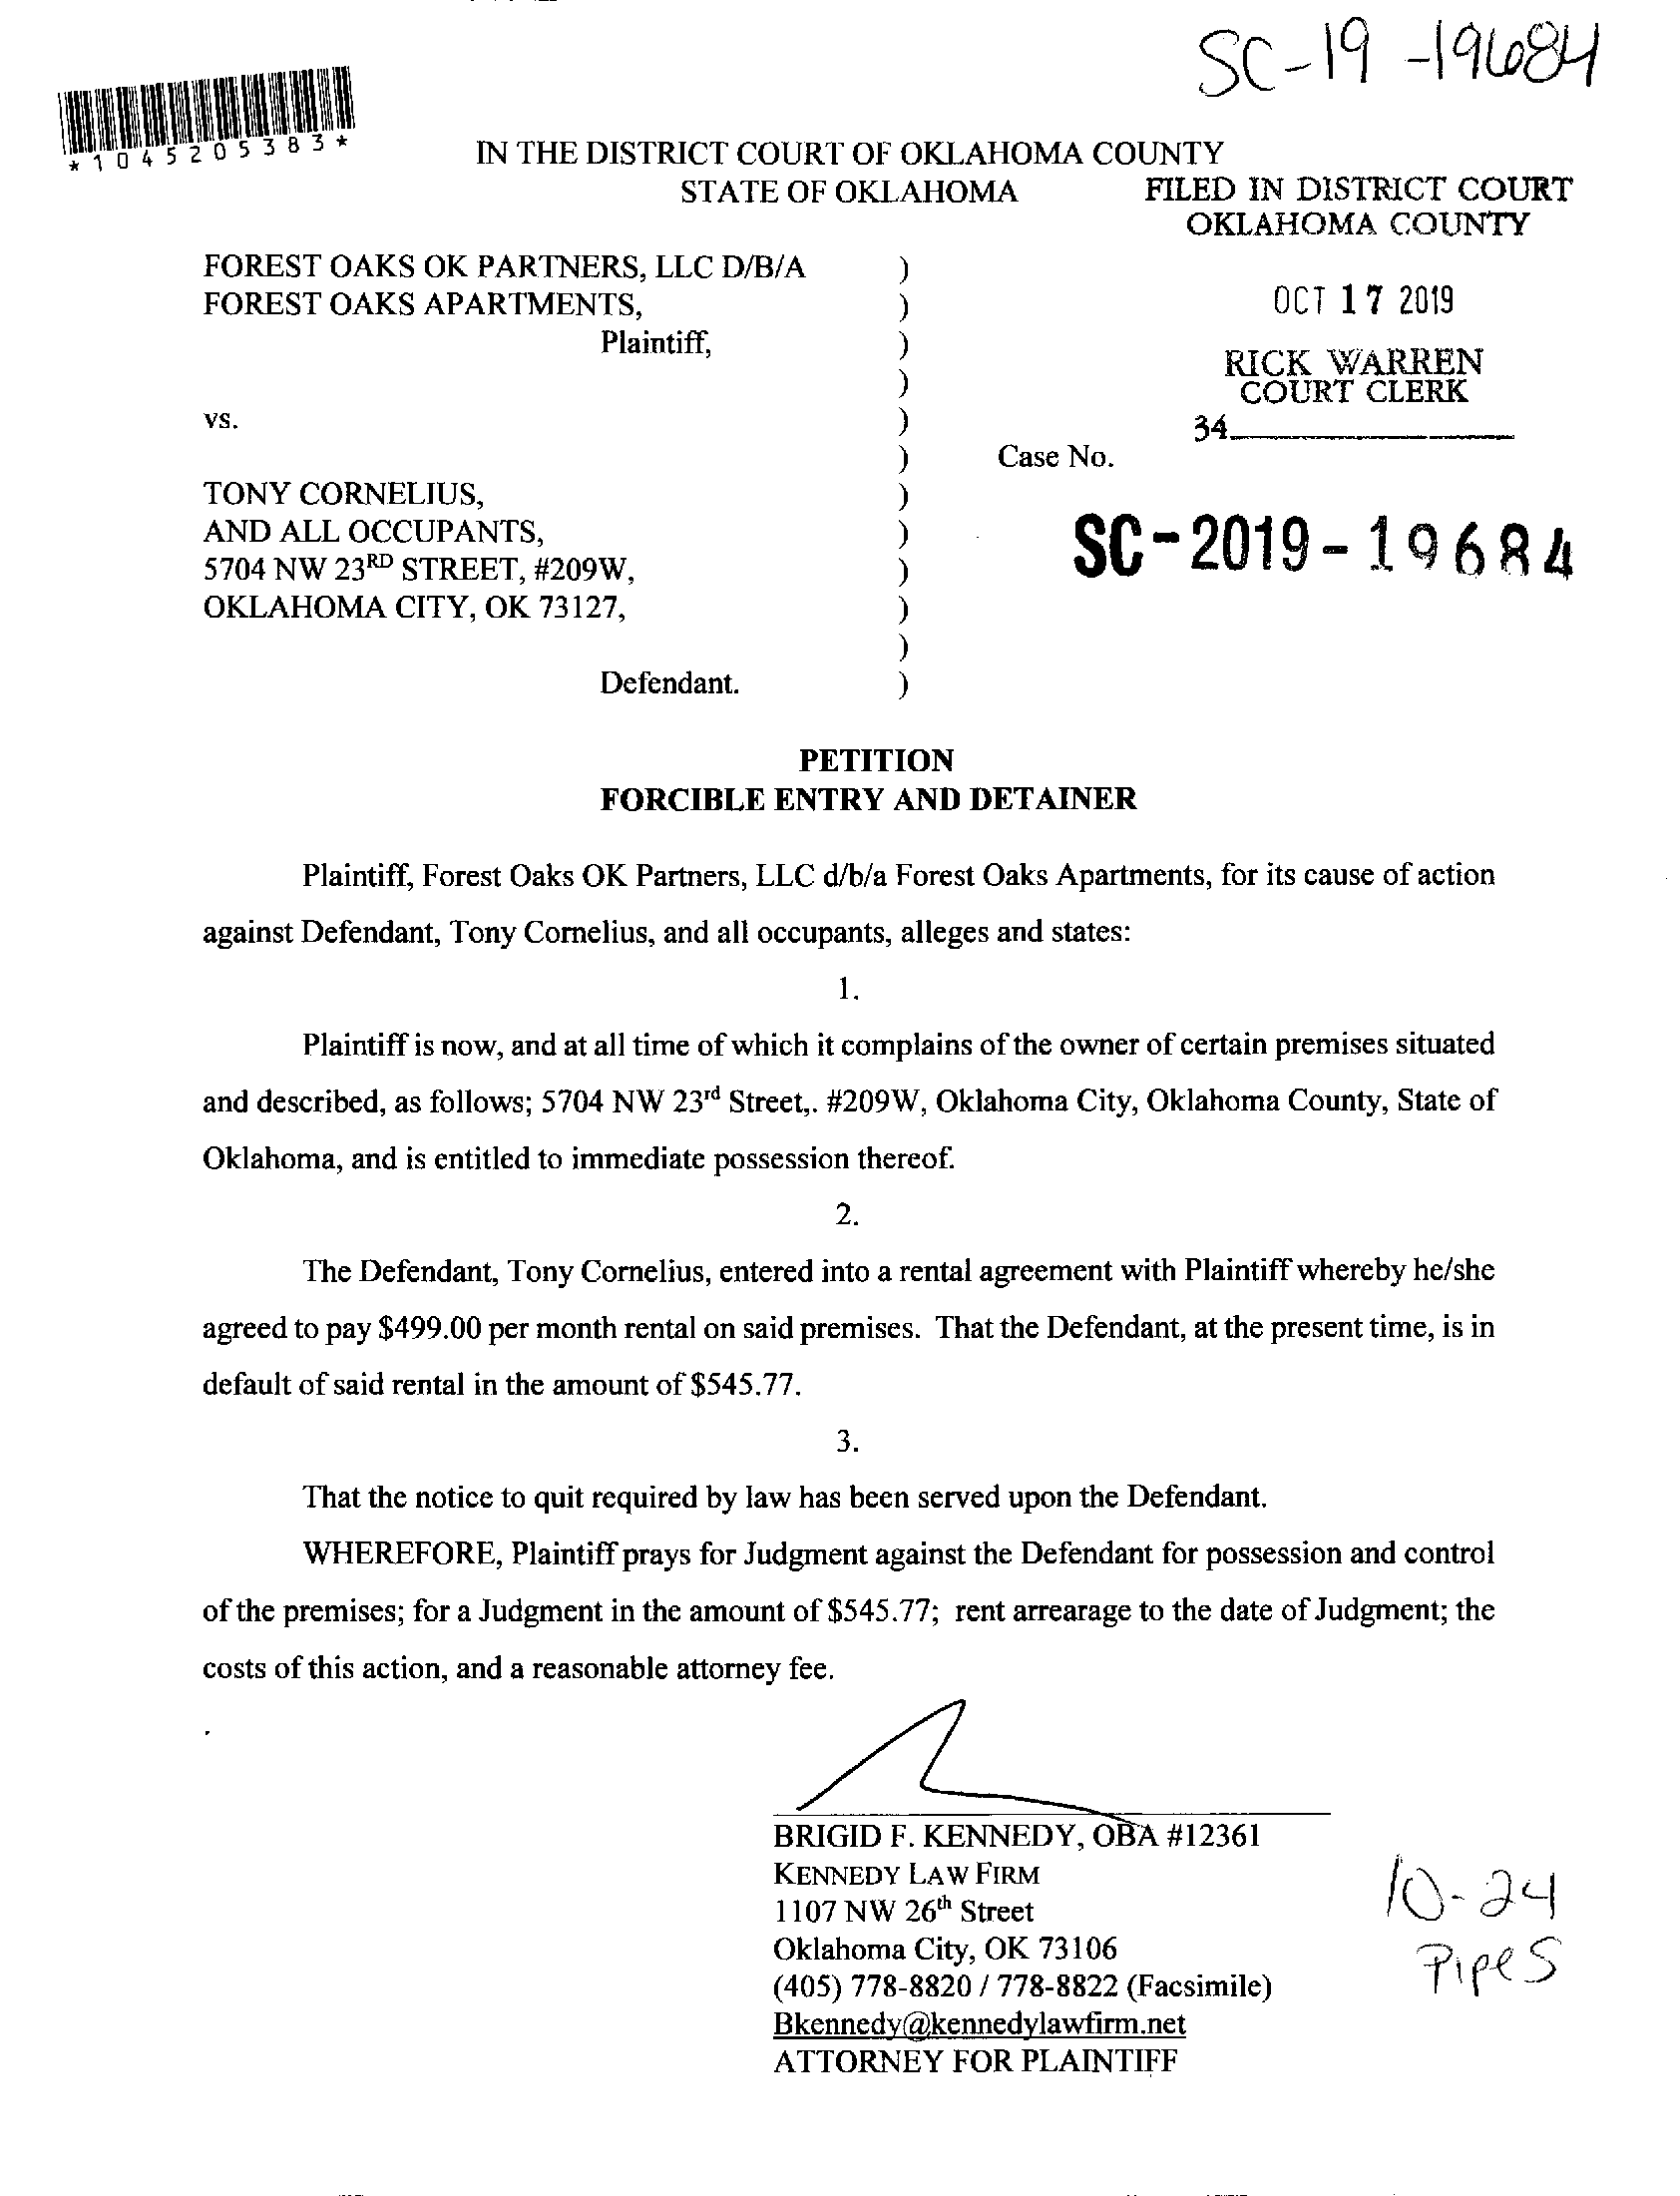 SC-19-19684
*1045205383*
IN THE DISTRICT COURT OF OKLAHOMA COUNTY
STATE OF OKLAHOMA
FILED IN DISTRICT COURT
OKLAHOMA COUNTY
FOREST OAKS OK PARTNERS, LLC D/B/A )
FOREST OAKS APARTMENTS, )
OCT 17 2019
Plaintiff, )
RICK WARREN
COURT CLERK
)
vs. )
34
) Case No.
TONY CORNELIUS, )
AND ALL OCCUPANTS, )
SC-2019-19684
5704 NW 23RD STREET, #209W, )
OKLAHOMA CITY, OK 73127, )
)
Defendant. )
PETITION
FORCIBLE ENTRY AND DETAINER
Plaintiff, Forest Oaks OK Partners, LLC d/b/a Forest Oaks Apartments, for its cause of action
against Defendant, Tony Cornelius, and all occupants, alleges and states:
1.
Plaintiff is now, and at all time of which it complains of the owner of certain premises situated
and described, as follows; 5704 NW 23rd Street,. #209W, Oklahoma City, Oklahoma County, State of
Oklahoma, and is entitled to immediate possession thereof.
2.
The Defendant, Tony Cornelius, entered into a rental agreement with Plaintiff whereby he/she
agreed to pay $499.00 per month rental on said premises. That the Defendant, at the present time, is in
default of said rental in the amount of $545.77.
3.
That the notice to quit required by law has been served upon the Defendant.
WHEREFORE, Plaintiff prays for Judgment against the Defendant for possession and control
of the premises; for a Judgment in the amount of $545.77; rent arrearage to the date of Judgment; the
costs of this action, and a reasonable attorney fee.
BRIGID F. KENNEDY, OBA #12361
KENNEDY LAW FIRM
1107 NW 26th Street
Oklahoma City, OK 73106
(405) 778-8820 / 778-8822 (Facsimile)
Bkennedy@kennedylawfirm.net
ATTORNEY FOR PLAINTIFF
10-24
Pipes